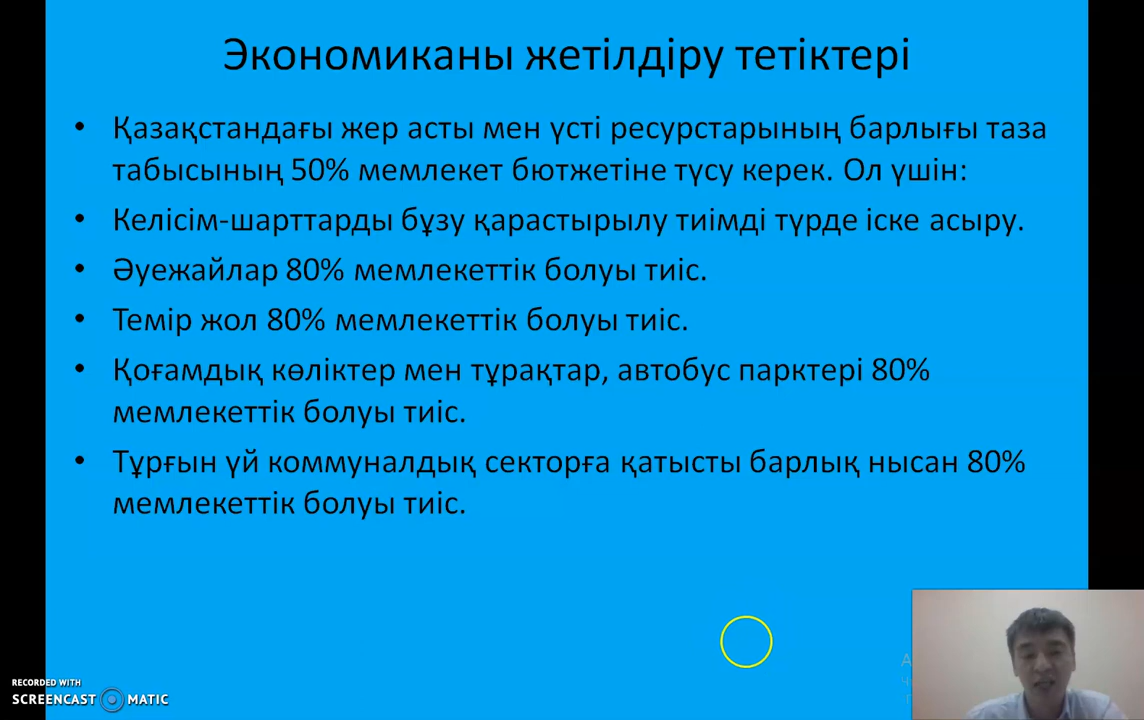 Экономиканы жетілдіру тетіктері
• Қазақстандағы жер асты мен үсті ресурстарының барлығы таза
табысының 50% мемлекет бютжетіне түсу керек. Ол үшін:
• Келісім-шарттарды бұзу қарастырылу тиімді түрде іске асыру.
• Әуежайлар 80% мемлекеттік болуы тиіс.
• Темір жол 80% мемлекеттік болуы тиіс.
• Қоғамдық көліктер мен тұрақтар, автобус парктері 80%
мемлекеттік болуы тиіс.
• Тұрғын үй коммуналдық секторға қатысты барлық нысан 80%
мемлекеттік болуы тиіс.
RECORDED WITH
SCREENCAST MATIC